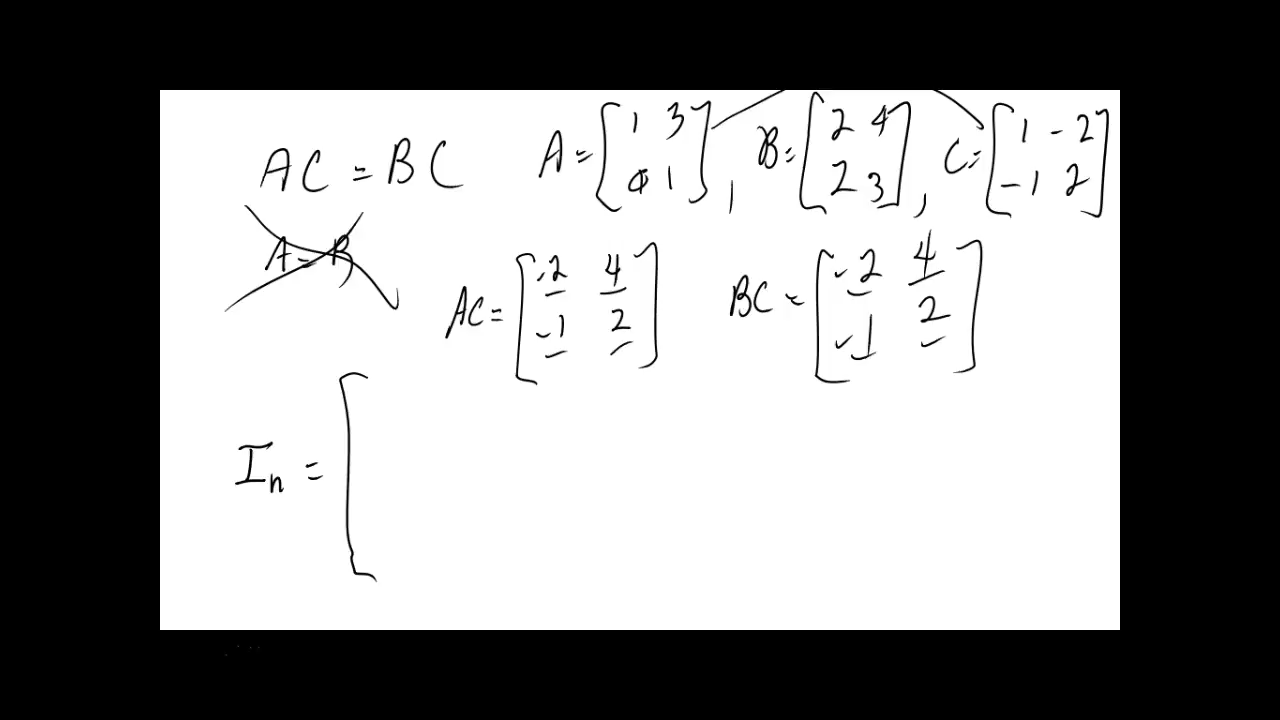 AC = BC A = [1 3 0 1], B = [2 4 2 3], C = [1 -2 -1 2]
A = B AC = [-2 4 -1 2] BC = [-2 4 -1 2]
Iₙ = [